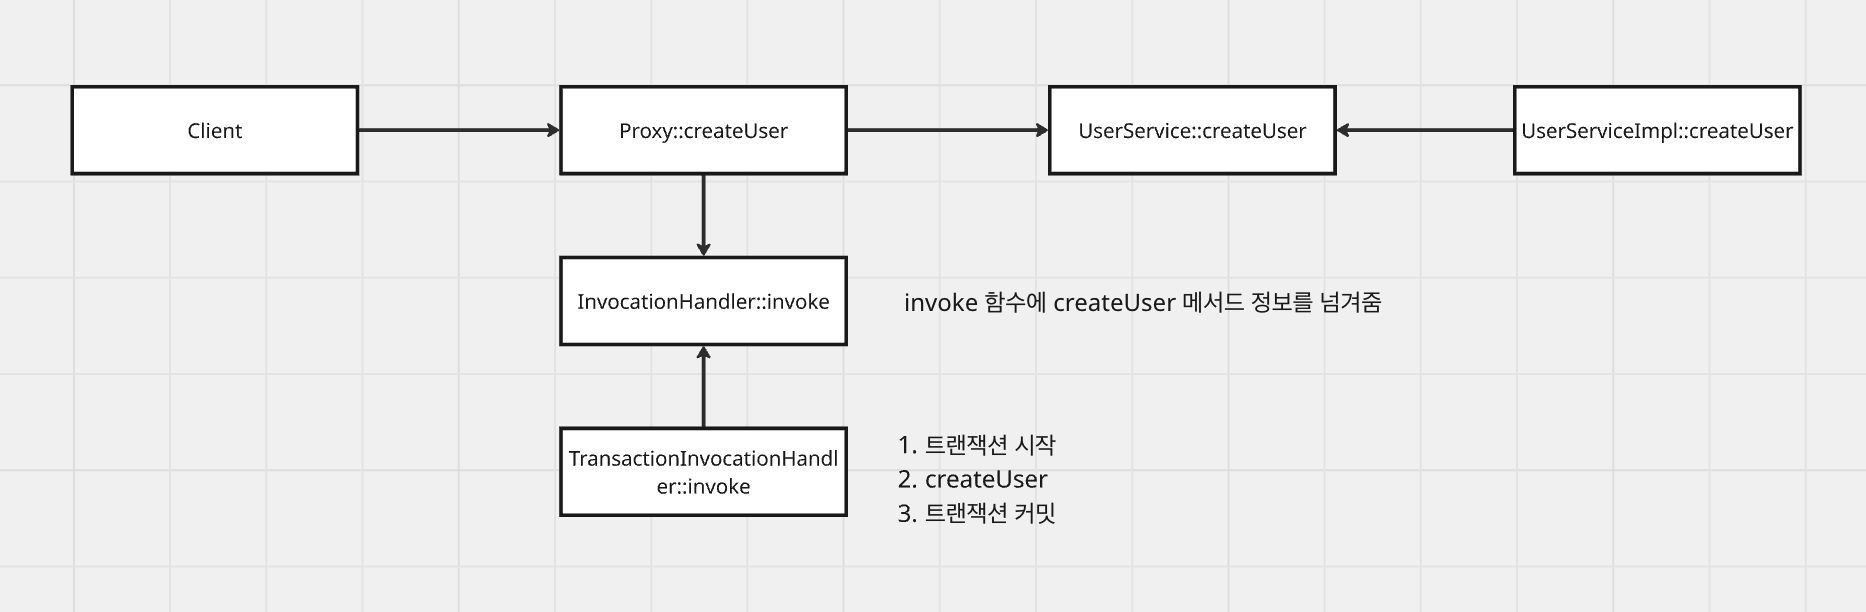 Client
Proxy::createUser
UserService::createUser
UserServiceImpl::createUser
InvocationHandler::invoke
invoke 함수에 createUser 메서드 정보를 넘겨줌
TransactionInvocationHandl
er::invoke
1. 트랜잭션 시작
2. createUser
3. 트랜잭션 커밋